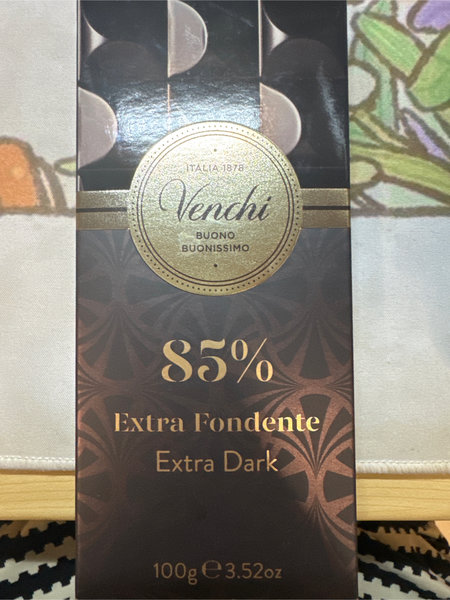 ITALIA 1878
Venchi
BUONO
BUONISSIMO
85%
Extra Fondente
Extra Dark
100g ℮ 3.52oz